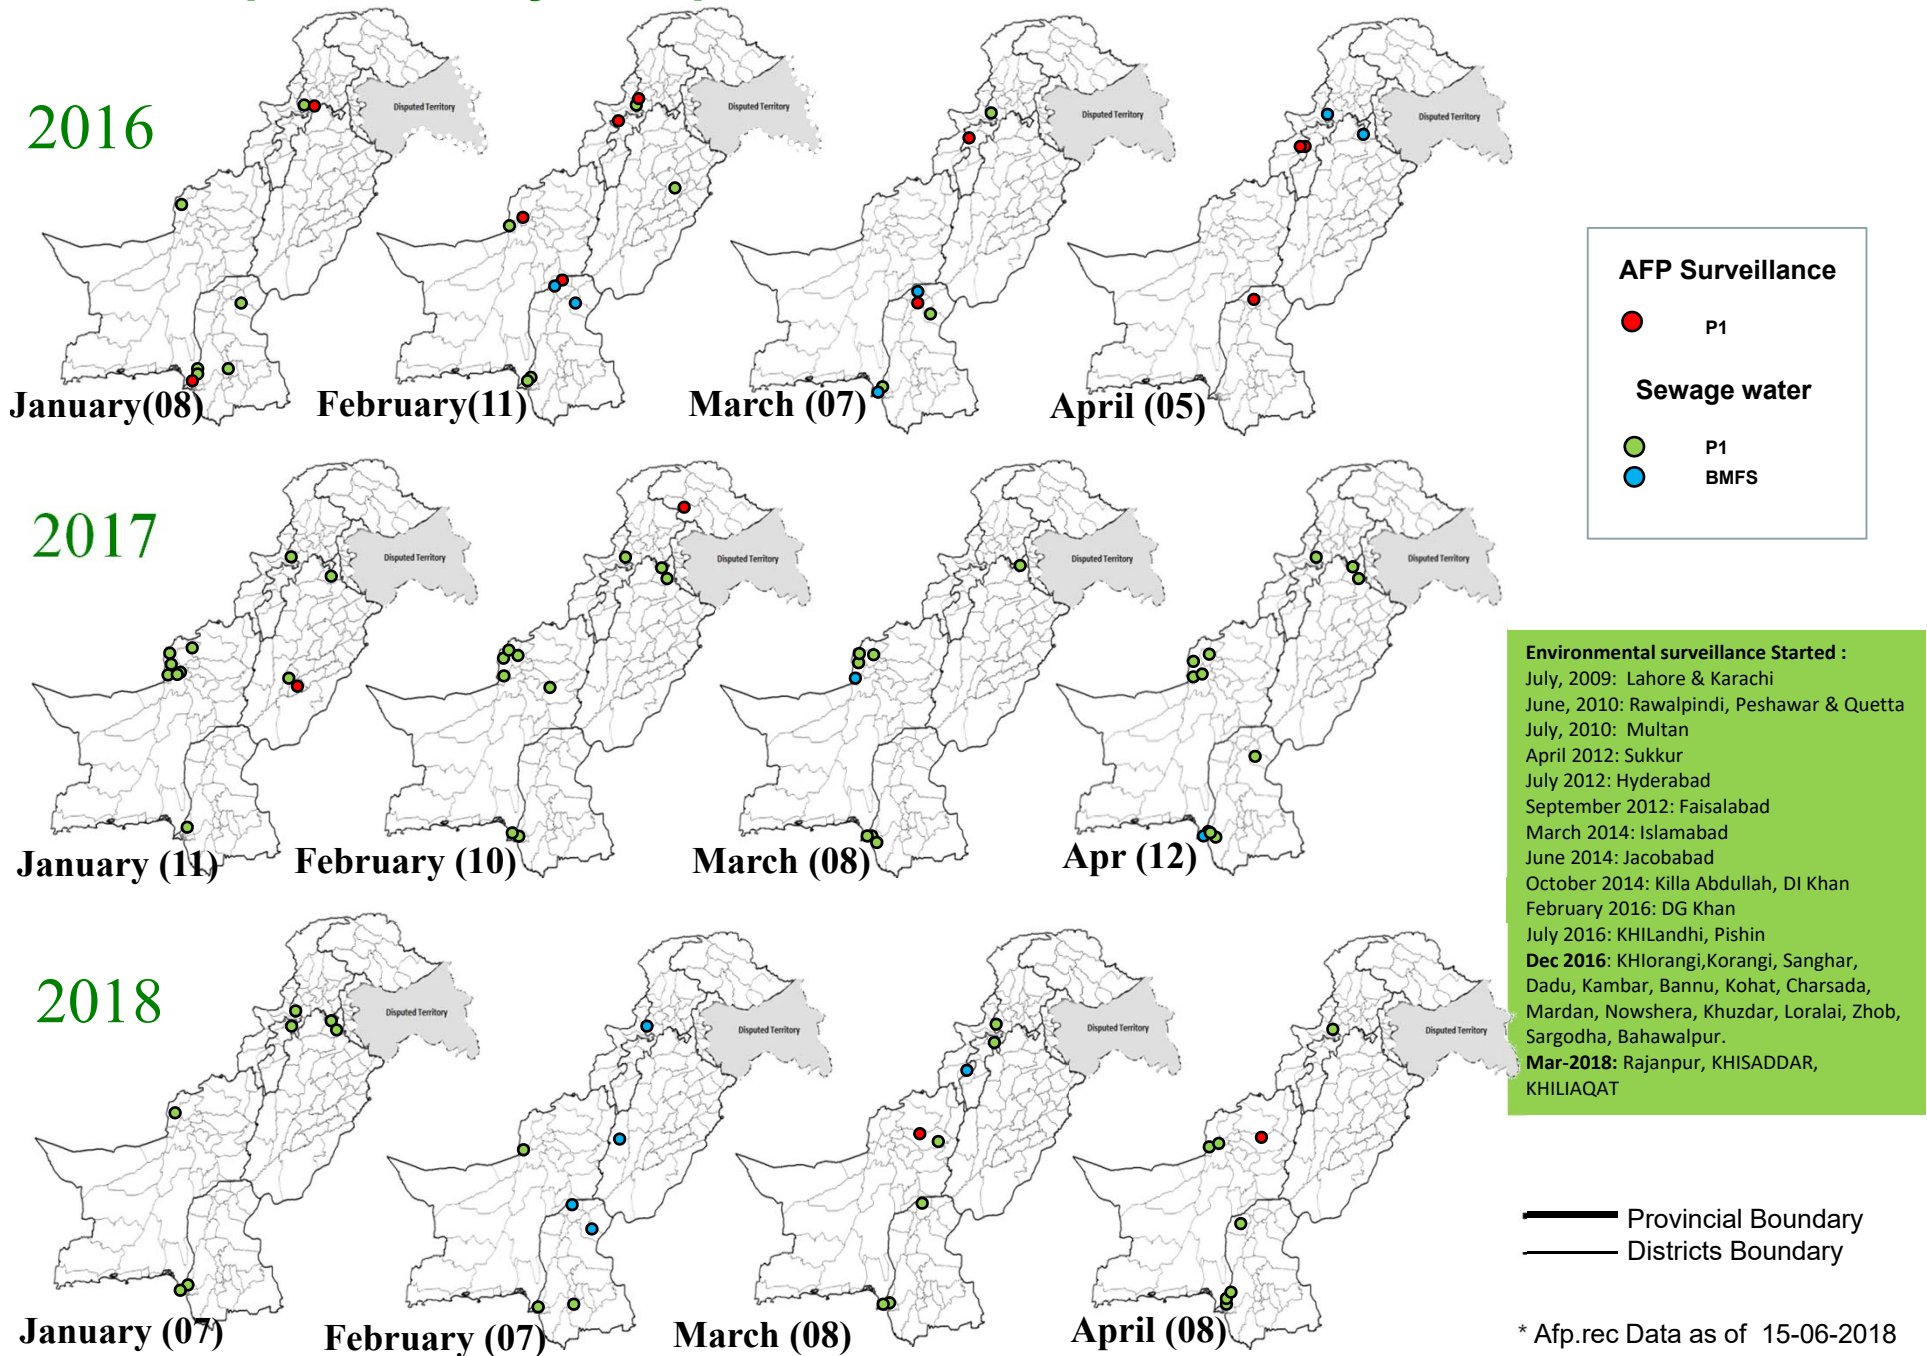 2016
Disputed Territory
Disputed Territory
Disputed Territory
Disputed Territory
January(08)
February(11)
March (07)
April (05)
AFP Surveillance
P1
Sewage water
P1
BMFS
2017
Disputed Territory
Disputed Territory
Disputed Territory
Disputed Territory
January (11)
February (10)
March (08)
Apr (12)
Environmental surveillance Started :
July, 2009: Lahore & Karachi
June, 2010: Rawalpindi, Peshawar & Quetta
July, 2010: Multan
April 2012: Sukkur
July 2012: Hyderabad
September 2012: Faisalabad
March 2014: Islamabad
June 2014: Jacobabad
October 2014: Killa Abdullah, DI Khan
February 2016: DG Khan
July 2016: KHILandhi, Pishin
Dec 2016: KHIorangi,Korangi, Sanghar,
Dadu, Kambar, Bannu, Kohat, Charsada,
Mardan, Nowshera, Khuzdar, Loralai, Zhob,
Sargodha, Bahawalpur.
Mar-2018: Rajanpur, KHISADDAR,
KHILIAQAT
2018
Disputed Territory
Disputed Territory
Disputed Territory
Disputed Territory
January (07)
February (07)
March (08)
April (08)
Provincial Boundary
Districts Boundary
* Afp.rec Data as of 15-06-2018